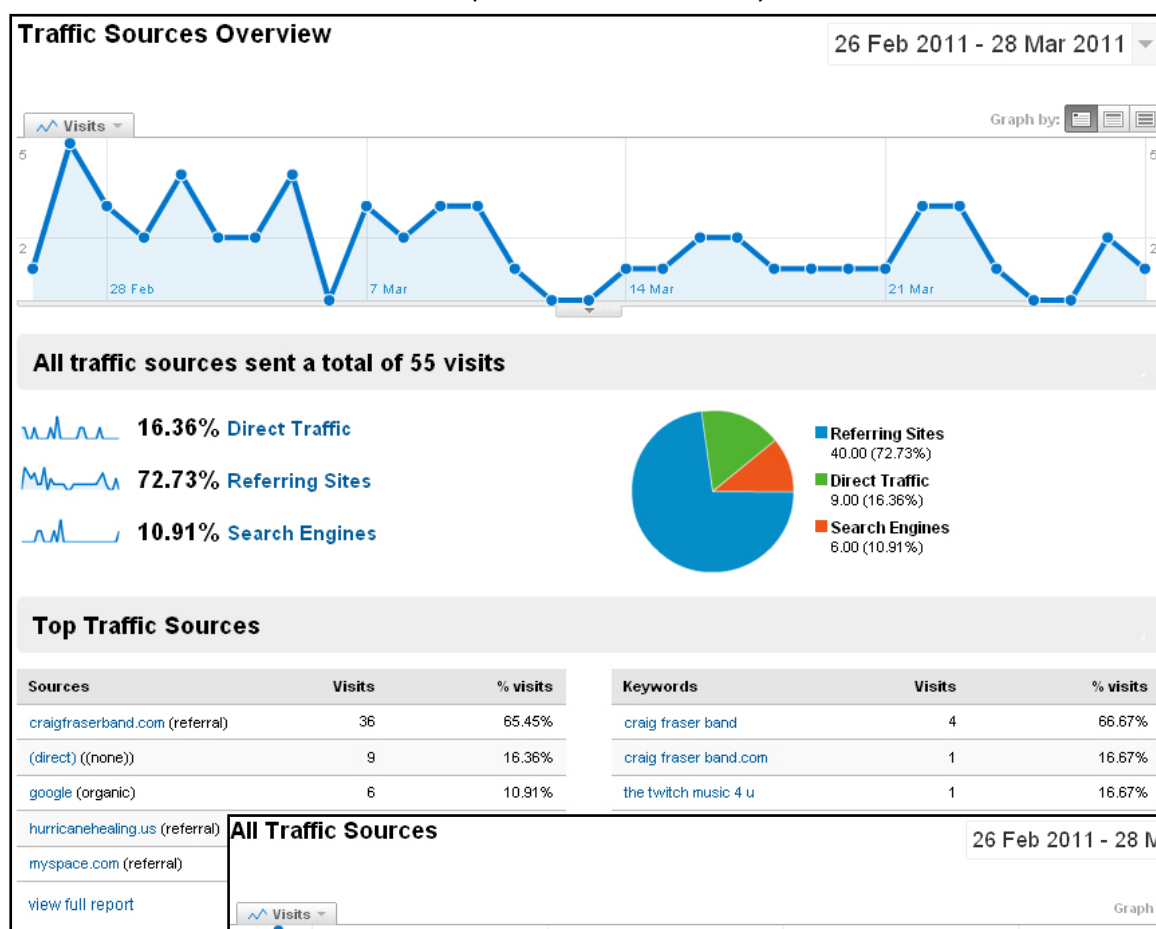 Traffic Sources Overview
26 Feb 2011 - 28 Mar 2011
Visits
Graph by:
5 5
2 2
28 Feb 7 Mar 14 Mar 21 Mar
All traffic sources sent a total of 55 visits
16.36% Direct Traffic
72.73% Referring Sites
10.91% Search Engines
Referring Sites
40.00 (72.73%)
Direct Traffic
9.00 (16.36%)
Search Engines
6.00 (10.91%)
Top Traffic Sources
Sources Visits % visits
craigfraserband.com (referral) 36 65.45%
(direct) ((none)) 9 16.36%
google (organic) 6 10.91%
hurricanehealing.us (referral)
myspace.com (referral)
view full report
Keywords Visits % visits
craig fraser band 4 66.67%
craig fraser band.com 1 16.67%
the twitch music 4 u 1 16.67%
All Traffic Sources
26 Feb 2011 - 28 M
Visits
Graph